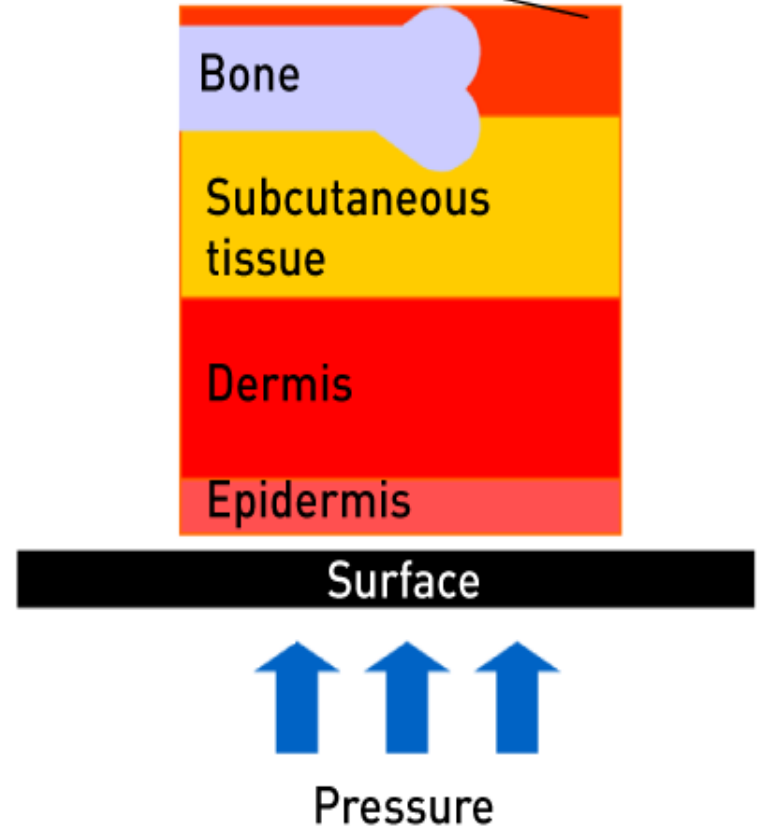 Bone
Subcutaneous
tissue
Dermis
Epidermis
Surface
Pressure